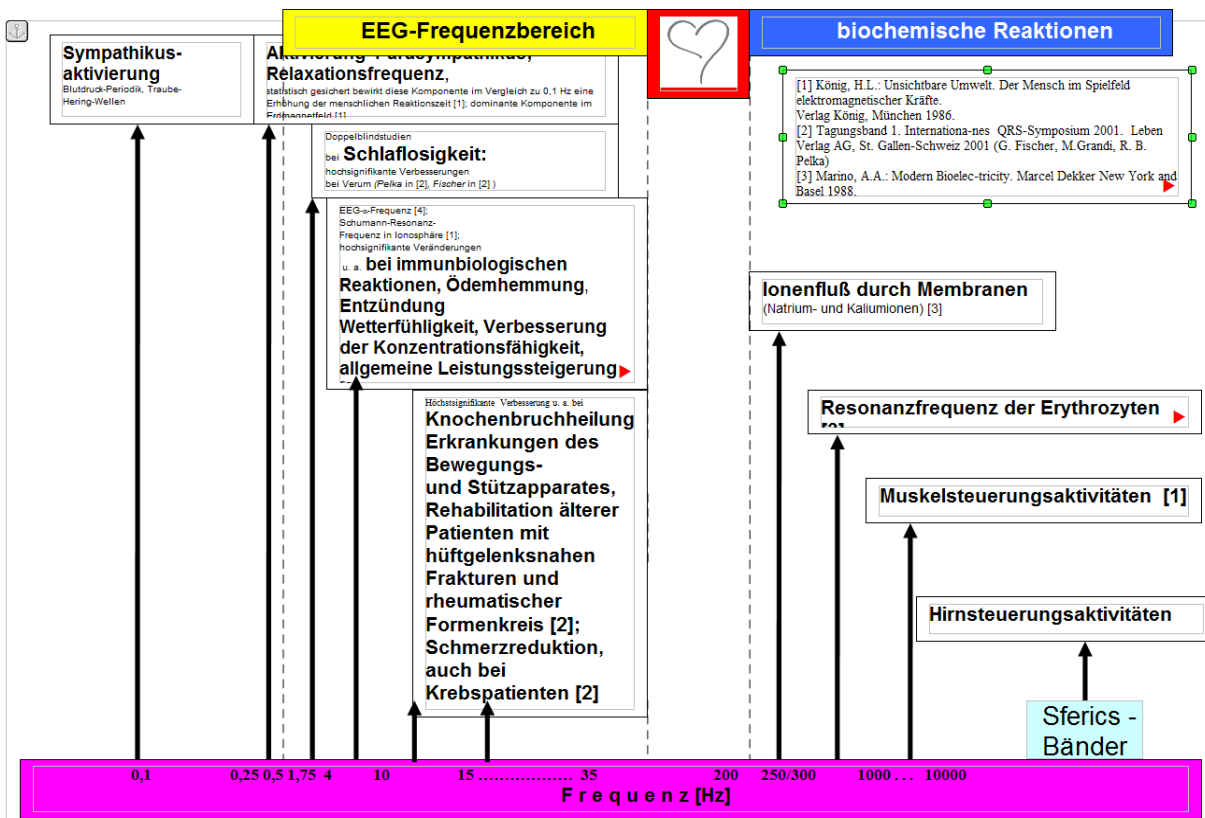 EEG-Frequenzbereich
biochemische Reaktionen
Sympathikus-
aktivierung
Blutdruck-Periodik, Traube-
Hering-Wellen
Aktivierung Parasympathikus,
Relaxationsfrequenz,
statistisch gesichert bewirkt diese Komponente im Vergleich zu 0,1 Hz eine
Erhöhung der menschlichen Reaktionszeit [1]; dominante Komponente im
Erdmagnetfeld [1]
Doppelblindstudien
bei Schlaflosigkeit:
hochsignifikante Verbesserungen
bei Verum (Pelka in [2], Fischer in [2] )
EEG-α-Frequenz [4];
Schumann-Resonanz-
Frequenz in Ionosphäre [1];
hochsignifikante Veränderungen
u. a. bei immunbiologischen
Reaktionen, Ödemhemmung,
Entzündung
Wetterfühligkeit, Verbesserung
der Konzentrationsfähigkeit,
allgemeine Leistungssteigerung
Höchstsignifikante Verbesserung u. a. bei
Knochenbruchheilung
Erkrankungen des
Bewegungs-
und Stützapparates,
Rehabilitation älterer
Patienten mit
hüftgelenksnahen
Frakturen und
rheumatischer
Formenkreis [2];
Schmerzreduktion,
auch bei
Krebspatienten [2]
[1] König, H.L.: Unsichtbare Umwelt. Der Mensch im Spielfeld
elektromagnetischer Kräfte.
Verlag König, München 1986.
[2] Tagungsband 1. Internationa-nes QRS-Symposium 2001. Leben
Verlag AG, St. Gallen-Schweiz 2001 (G. Fischer, M.Grandi, R. B.
Pelka)
[3] Marino, A.A.: Modern Bioelec-tricity. Marcel Dekker New York and
Basel 1988.
Ionenfluß durch Membranen
(Natrium- und Kaliumionen) [3]
Resonanzfrequenz der Erythrozyten
Muskelsteuerungsaktivitäten [1]
Hirnsteuerungsaktivitäten
Sferics -
Bänder
0,1 0,25 0,5 1,75 4 10 15 .................. 35 200 250/300 1000 . . . 10000
F r e q u e n z [Hz]